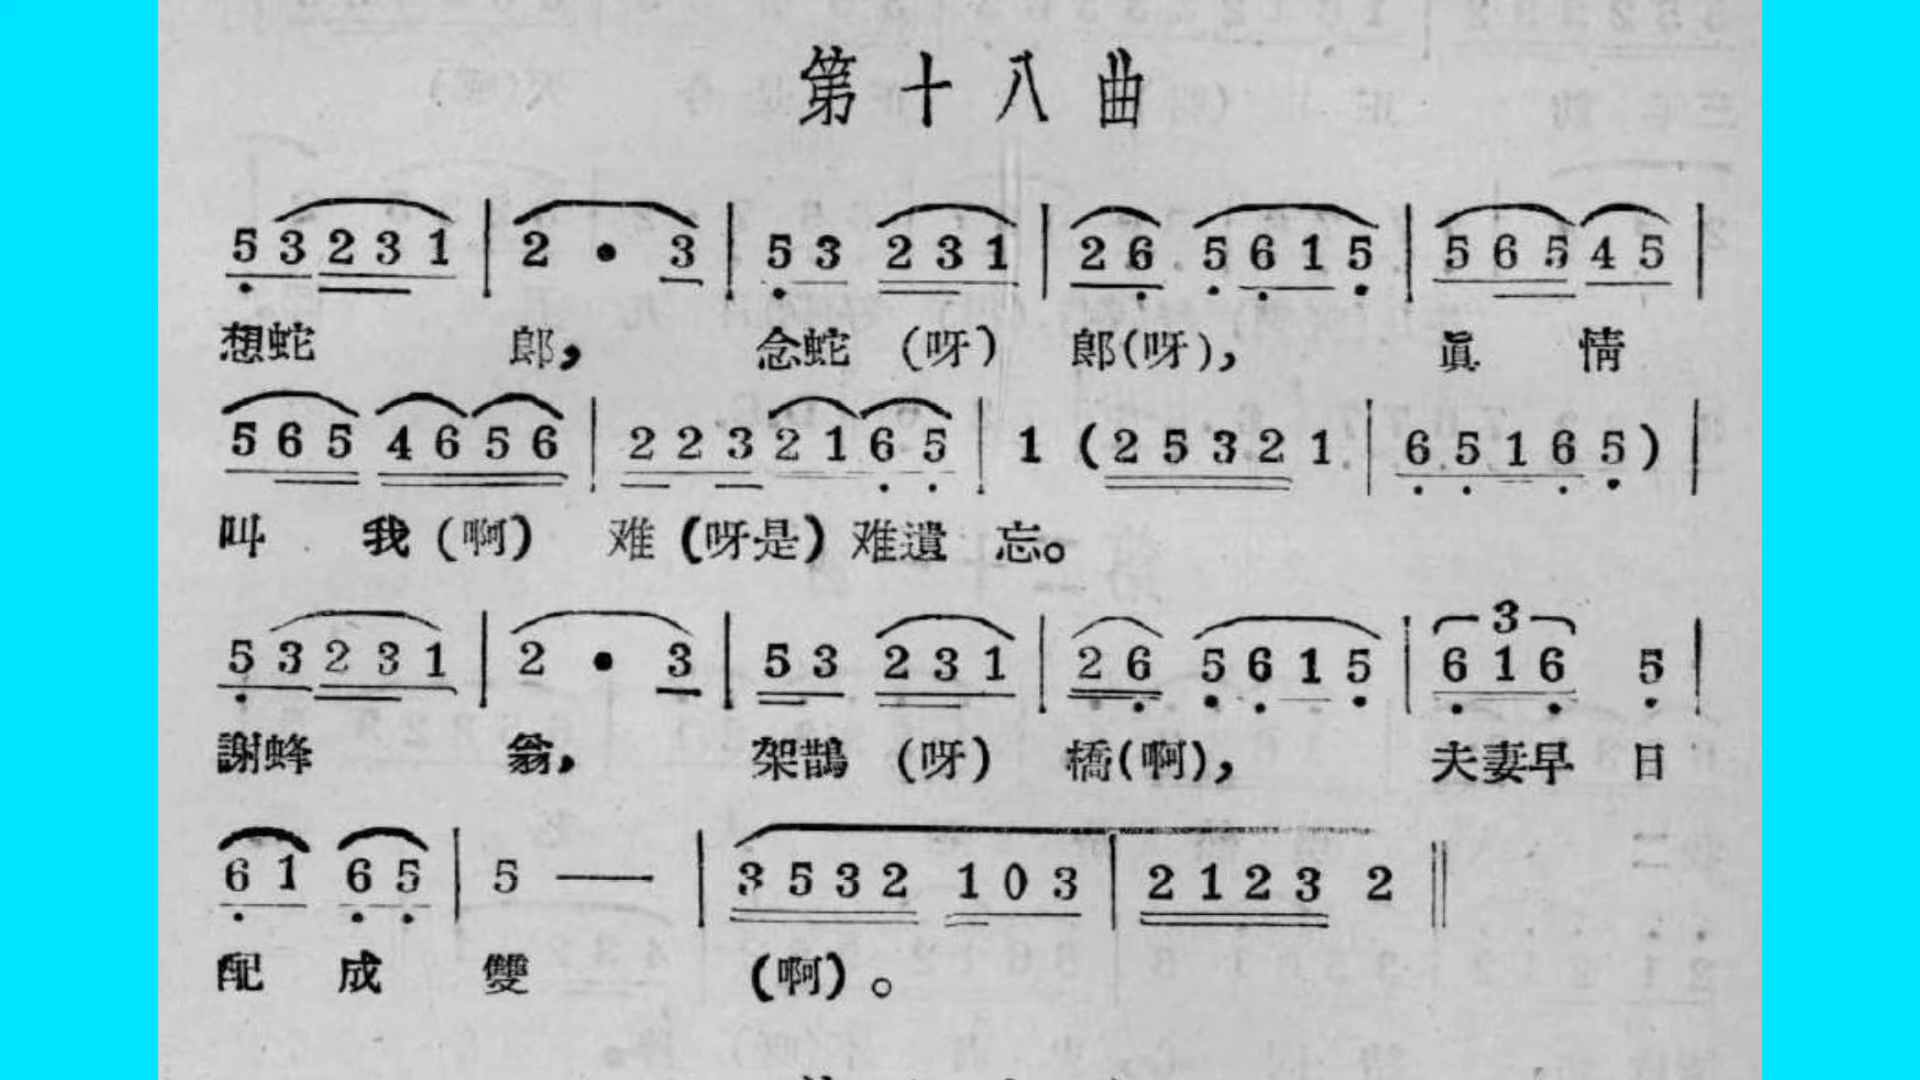 第十八曲
5 3 2 3 1 | 2 • 3 | 5 3 2 3 1 | 2 6 5 6 1 5 | 5 6 5 4 5 |
想蛇 郎, 念蛇 (呀) 郎(呀), 眞 情
5 6 5 4 6 5 6 | 2 2 3 2 1 6 5 | 1 (2 5 3 2 1 | 6 5 1 6 5) |
叫 我 (啊) 难 (呀是) 难遺 忘。
5 3 2 3 1 | 2 • 3 | 5 3 2 3 1 | 2 6 5 6 1 5 | 3 6 1 6 5 |
謝蜂 翁, 架鵲 (呀) 橋(啊), 夫妻早 日
6 1 6 5 | 5 — | 3 5 3 2 1 0 3 | 2 1 2 3 2 ‖
配 成 雙 (啊)。